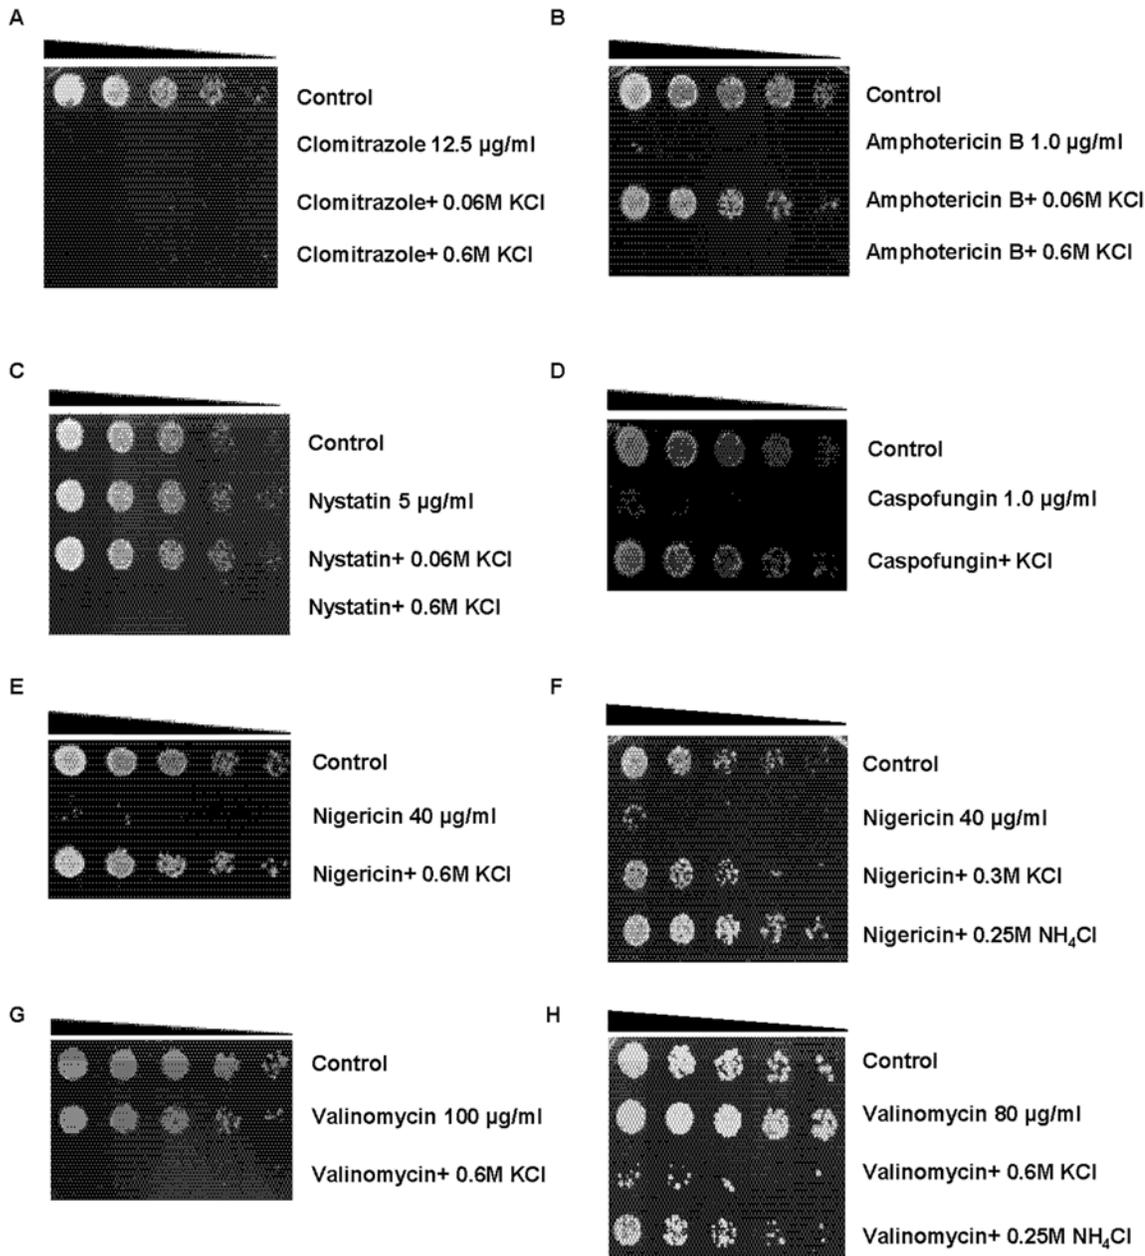 A
Control
Clomitrazole 12.5 µg/ml
Clomitrazole+ 0.06M KCl
Clomitrazole+ 0.6M KCl
B
Control
Amphotericin B 1.0 µg/ml
Amphotericin B+ 0.06M KCl
Amphotericin B+ 0.6M KCl
C
Control
Nystatin 5 µg/ml
Nystatin+ 0.06M KCl
Nystatin+ 0.6M KCl
D
Control
Caspofungin 1.0 µg/ml
Caspofungin+ KCl
E
Control
Nigericin 40 µg/ml
Nigericin+ 0.6M KCl
F
Control
Nigericin 40 µg/ml
Nigericin+ 0.3M KCl
Nigericin+ 0.25M NH₄Cl
G
Control
Valinomycin 100 µg/ml
Valinomycin+ 0.6M KCl
H
Control
Valinomycin 80 µg/ml
Valinomycin+ 0.6M KCl
Valinomycin+ 0.25M NH₄Cl